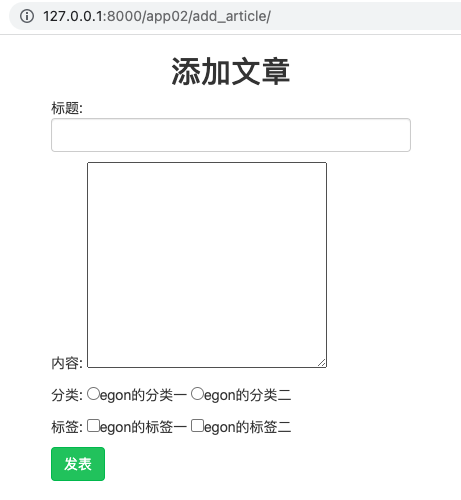 127.0.0.1:8000/app02/add_article/
添加文章
标题:
内容:
分类: egon的分类一 egon的分类二
标签: egon的标签一 egon的标签二
发表